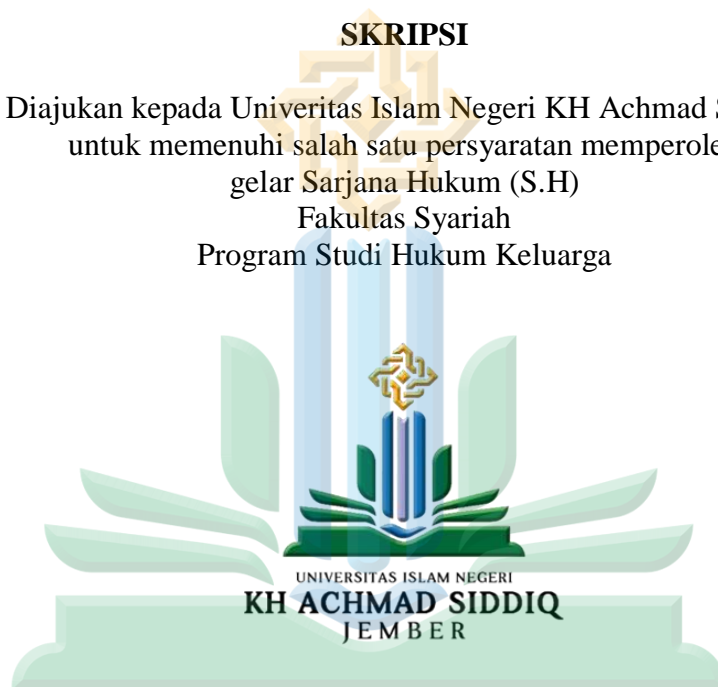 SKRIPSI
Diajukan kepada Univeritas Islam Negeri KH Achmad
untuk memenuhi salah satu persyaratan
gelar Sarjana Hukum (S.H)
Fakultas Syariah
Program Studi Hukum Keluarga
UNIVERSITAS ISLAM NEGERI
KH ACHMAD SIDDIQ
JEMBER